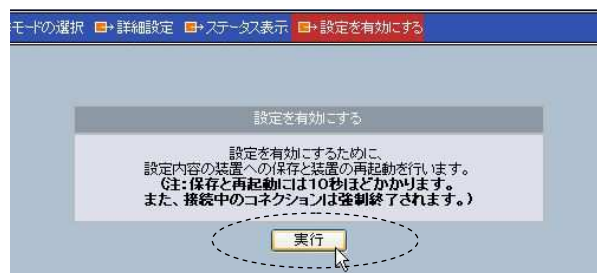 モードの選択 詳細設定 ステータス表示 設定を有効にする
設定を有効にする
設定を有効にするために、
設定内容の装置への保存と装置の再起動を行います。
(注:保存と再起動には10秒ほどかかります。
また、接続中のコネクションは強制終了されます。)
実行